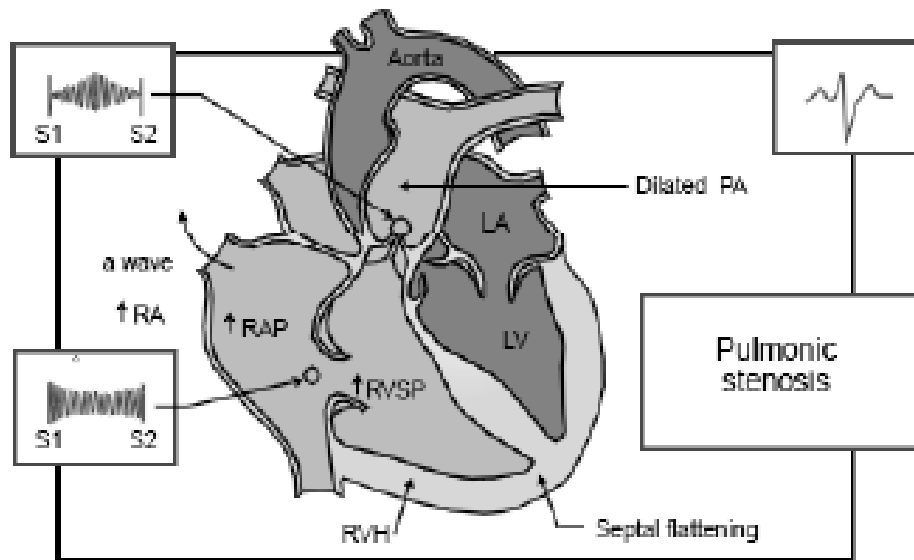 Aorta
S1 S2
Dilated PA
LA
a wave
↑ RA
↑ RAP
LV
Pulmonic
stenosis
↑RVSP
S1 S2
RVH
Septal flattening